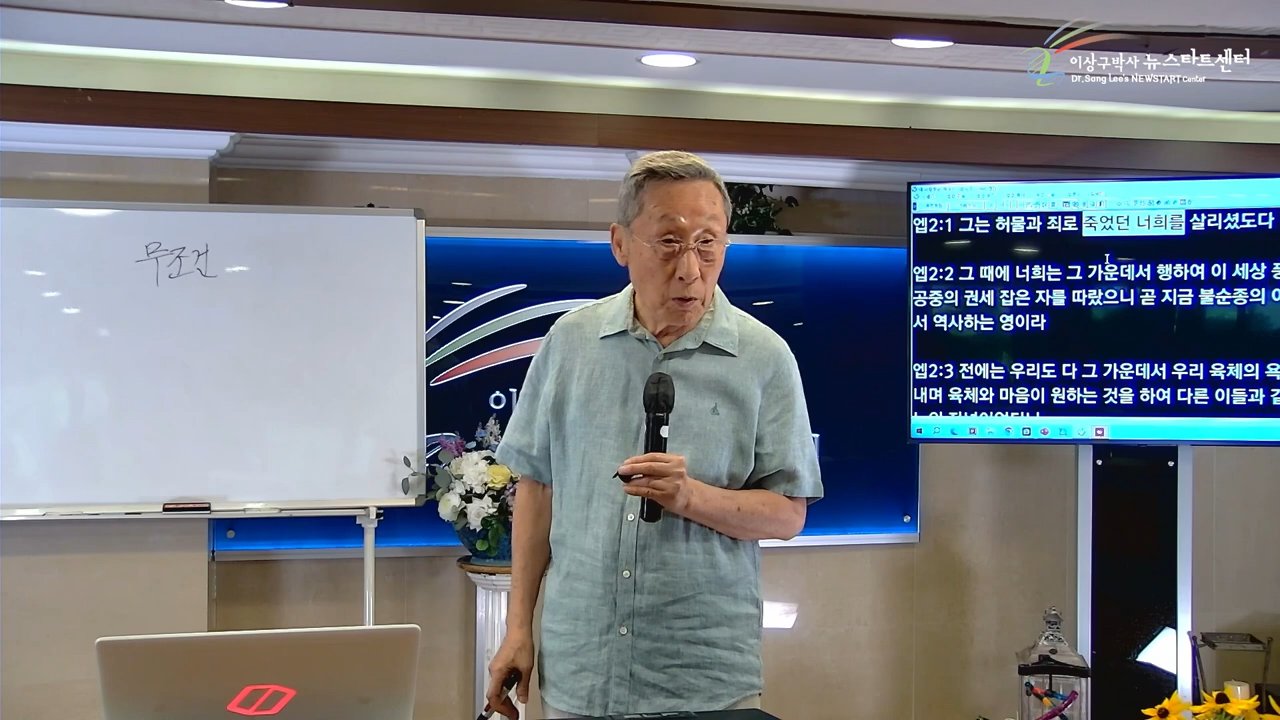 이상구박사 뉴스타트센터
Dr. Sang Lee's NEWSTART Center
무조건
엡2:1 그는 허물과 죄로 죽었던 너희를 살리셨도다
엡2:2 그 때에 너희는 그 가운데서 행하여 이 세상
공중의 권세 잡은 자를 따랐으니 곧 지금 불순종의
서 역사하는 영이라
엡2:3 전에는 우리도 다 그 가운데서 우리 육체의
내며 육체와 마음이 원하는 것을 하여 다른 이들과